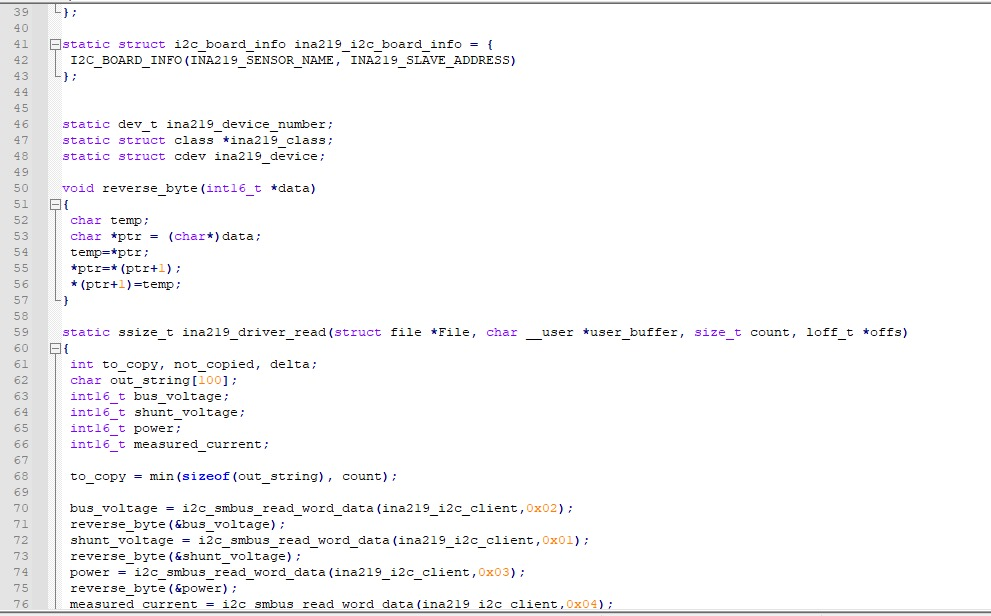 39 };
40
41 static struct i2c_board_info ina219_i2c_board_info = {
42 I2C_BOARD_INFO(INA219_SENSOR_NAME, INA219_SLAVE_ADDRESS)
43 };
44
45
46 static dev_t ina219_device_number;
47 static struct class *ina219_class;
48 static struct cdev ina219_device;
49
50 void reverse_byte(int16_t *data)
51 {
52 char temp;
53 char *ptr = (char*)data;
54 temp=*ptr;
55 *ptr=*(ptr+1);
56 *(ptr+1)=temp;
57 }
58
59 static ssize_t ina219_driver_read(struct file *File, char __user *user_buffer, size_t count, loff_t *offs)
60 {
61 int to_copy, not_copied, delta;
62 char out_string[100];
63 int16_t bus_voltage;
64 int16_t shunt_voltage;
65 int16_t power;
66 int16_t measured_current;
67
68 to_copy = min(sizeof(out_string), count);
69
70 bus_voltage = i2c_smbus_read_word_data(ina219_i2c_client,0x02);
71 reverse_byte(&bus_voltage);
72 shunt_voltage = i2c_smbus_read_word_data(ina219_i2c_client,0x01);
73 reverse_byte(&shunt_voltage);
74 power = i2c_smbus_read_word_data(ina219_i2c_client,0x03);
75 reverse_byte(&power);
76 measured_current = i2c_smbus_read_word_data(ina219_i2c_client,0x04);